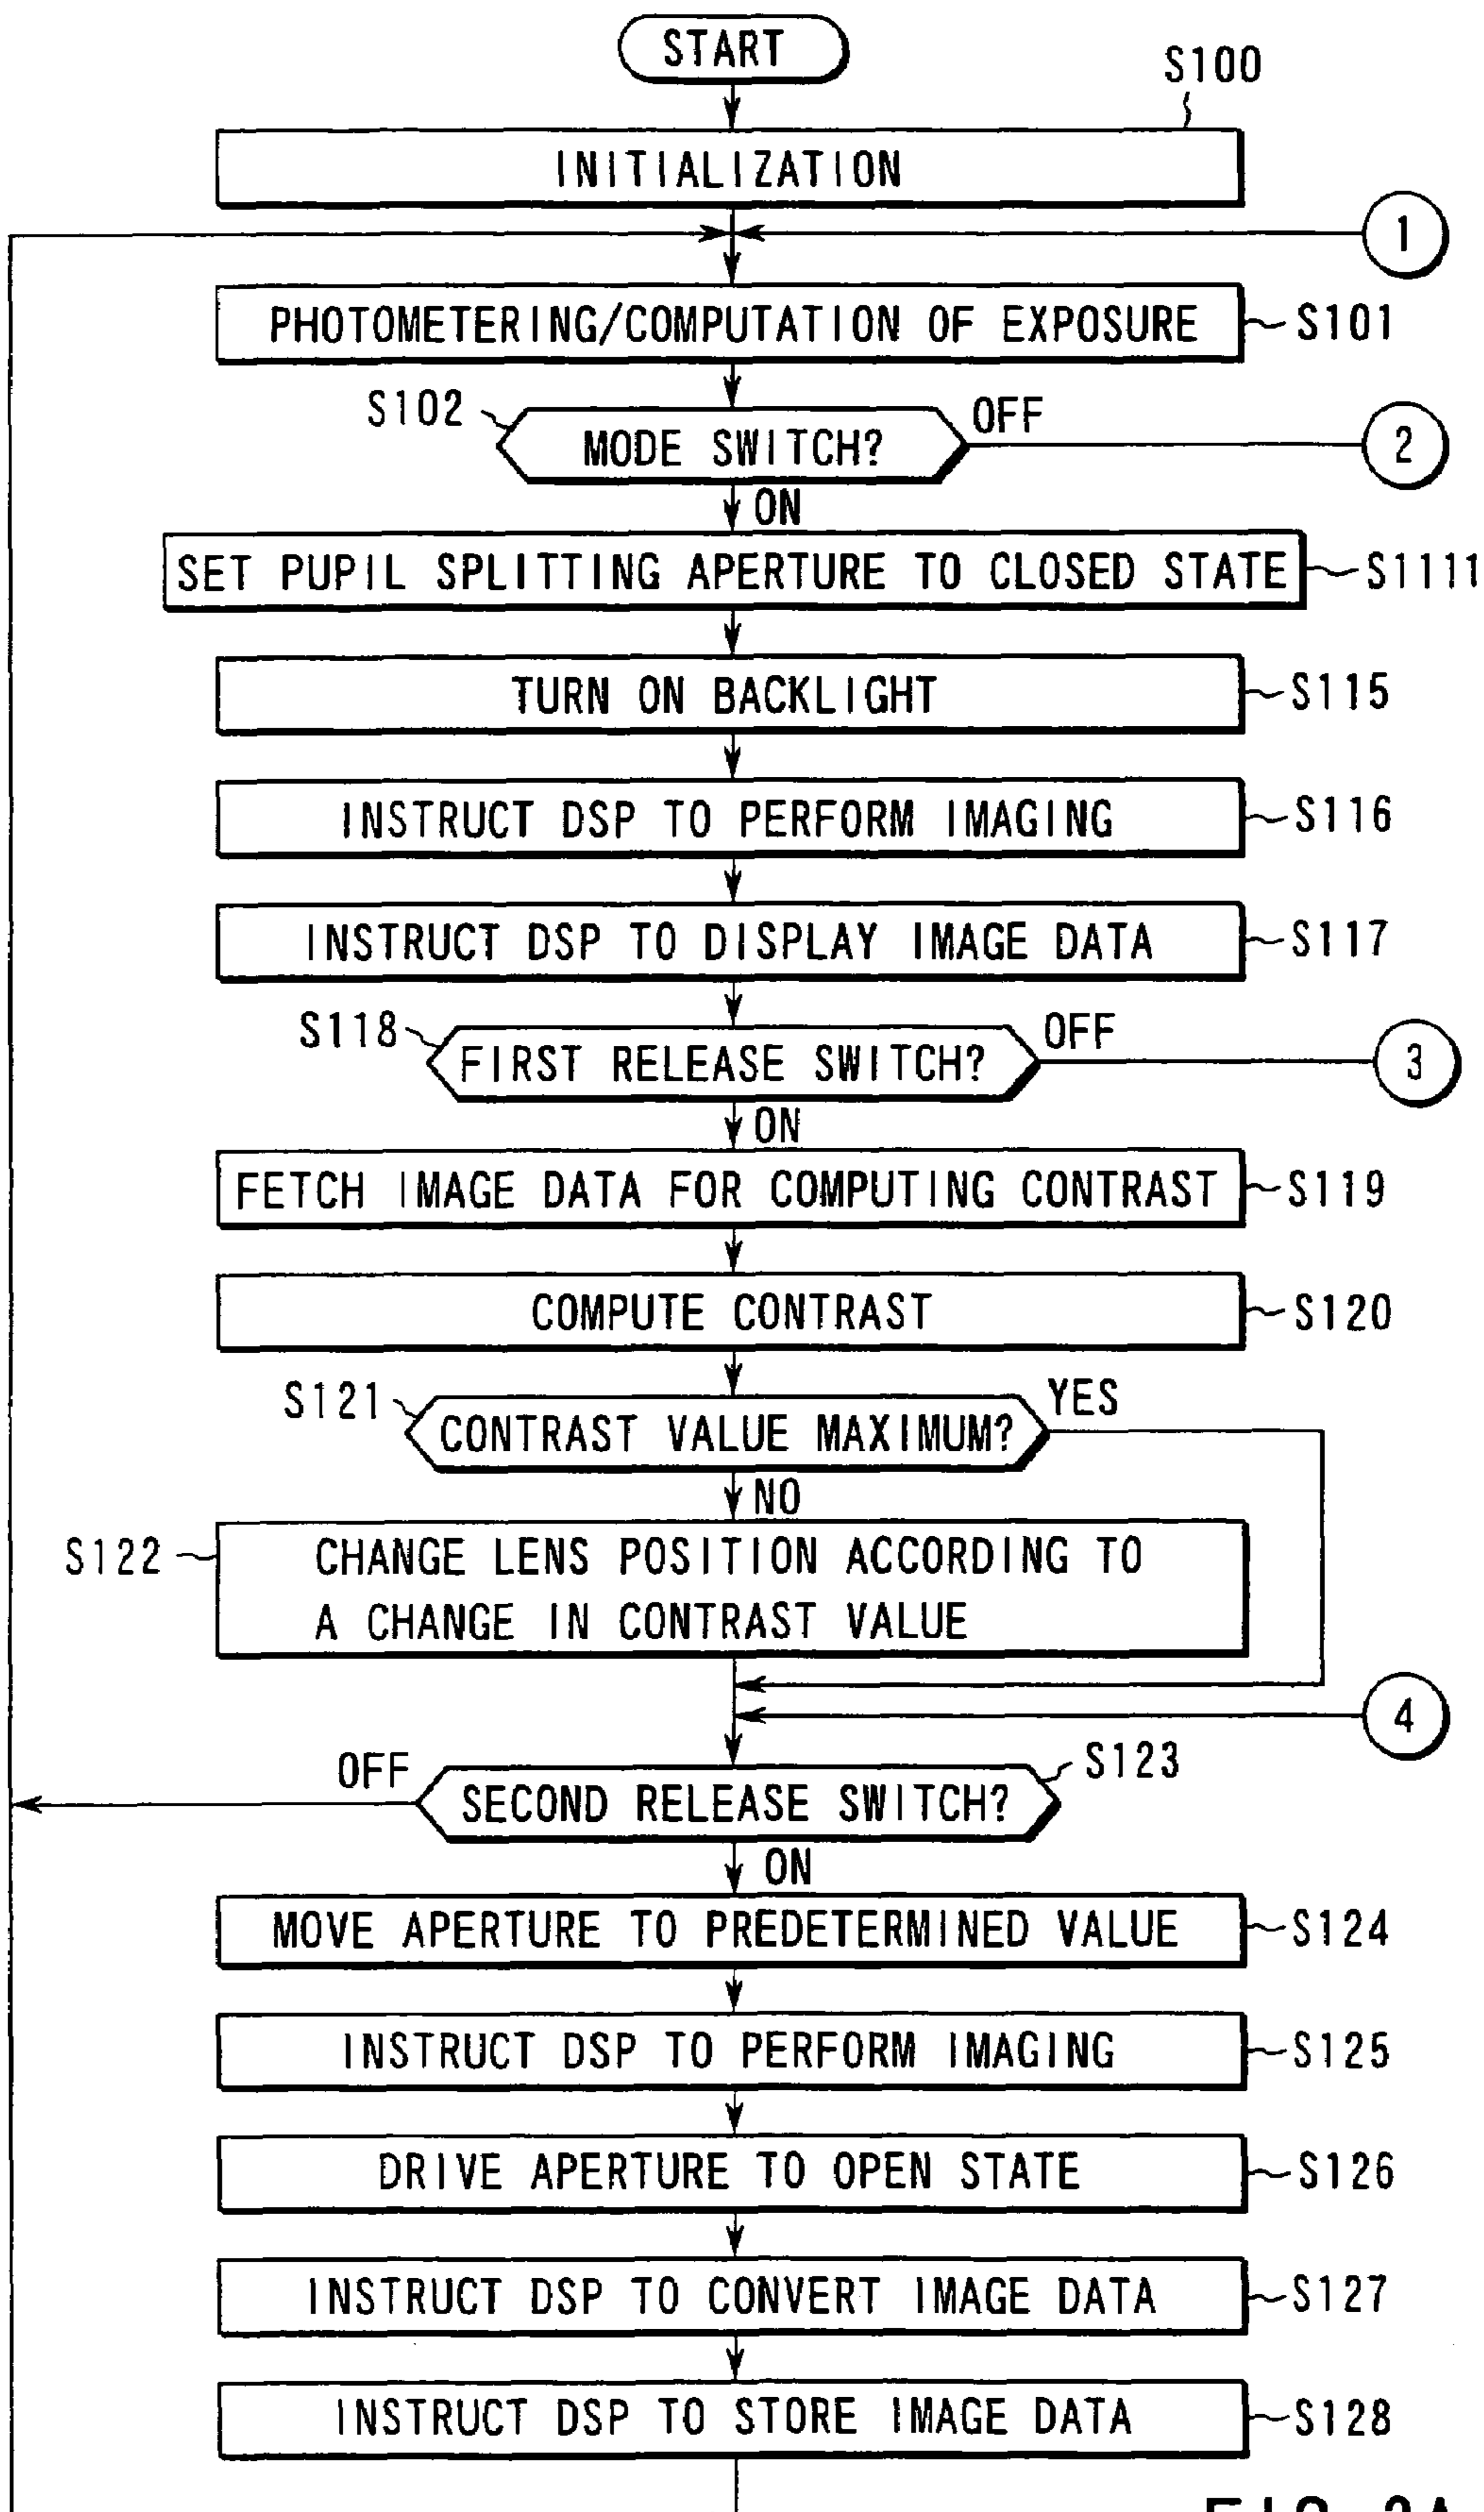 START
S100
INITIALIZATION
1
PHOTOMETERING/COMPUTATION OF EXPOSURE
S101
S102
MODE SWITCH?
OFF
2
ON
SET PUPIL SPLITTING APERTURE TO CLOSED STATE
S1111
TURN ON BACKLIGHT
S115
INSTRUCT DSP TO PERFORM IMAGING
S116
INSTRUCT DSP TO DISPLAY IMAGE DATA
S117
S118
FIRST RELEASE SWITCH?
OFF
3
ON
FETCH IMAGE DATA FOR COMPUTING CONTRAST
S119
COMPUTE CONTRAST
S120
S121
CONTRAST VALUE MAXIMUM?
YES
NO
S122
CHANGE LENS POSITION ACCORDING TO
A CHANGE IN CONTRAST VALUE
4
OFF
SECOND RELEASE SWITCH?
S123
ON
MOVE APERTURE TO PREDETERMINED VALUE
S124
INSTRUCT DSP TO PERFORM IMAGING
S125
DRIVE APERTURE TO OPEN STATE
S126
INSTRUCT DSP TO CONVERT IMAGE DATA
S127
INSTRUCT DSP TO STORE IMAGE DATA
S128